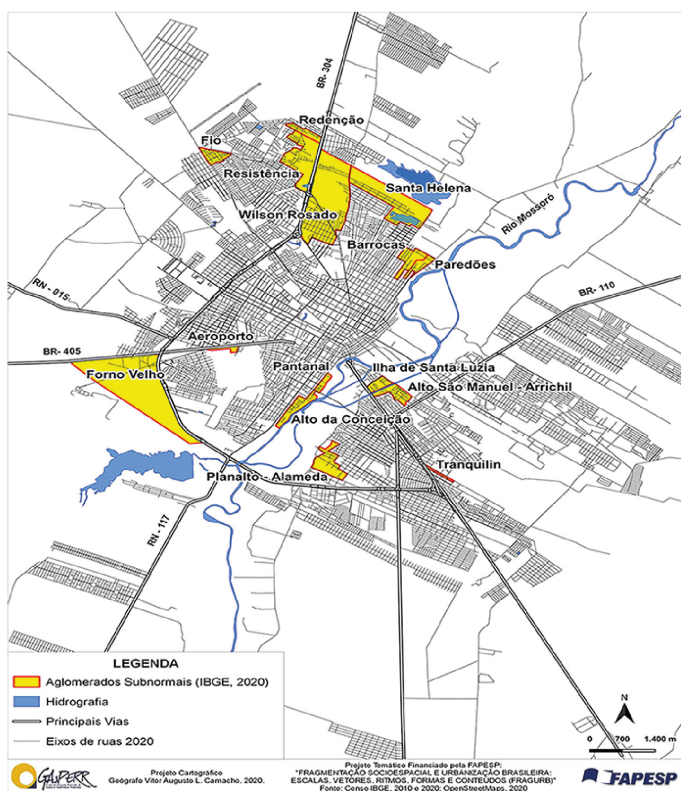 BR- 304
Redenção
Fio
Resistência
Santa Helena
Wilson Rosado
Barrocas
Rio Mossoró
Paredões
BR- 110
RN - 015
Aeroporto
BR- 405
Pantanal
Ilha de Santa Luzia
Forno Velho
Alto São Manuel - Arrichil
Alto da Conceição
Tranquilin
Planalto - Alameda
RN - 117
LEGENDA
Aglomerados Subnormais (IBGE, 2020)
Hidrografia
Principais Vias
Eixos de ruas 2020
N
0 700 1.400 m
GAsPERR
Projeto Cartográfico
Geógrafo Vitor Augusto L. Camacho, 2020.
Projeto Temático Financiado pela FAPESP:
"FRAGMENTAÇÃO SOCIOESPACIAL E URBANIZAÇÃO BRASILEIRA:
ESCALAS, VETORES, RITMOS, FORMAS E CONTEÚDOS (FRAGURB)"
Fonte: Censo IBGE, 2010 e 2020; OpenStreetMaps, 2020
FAPESP